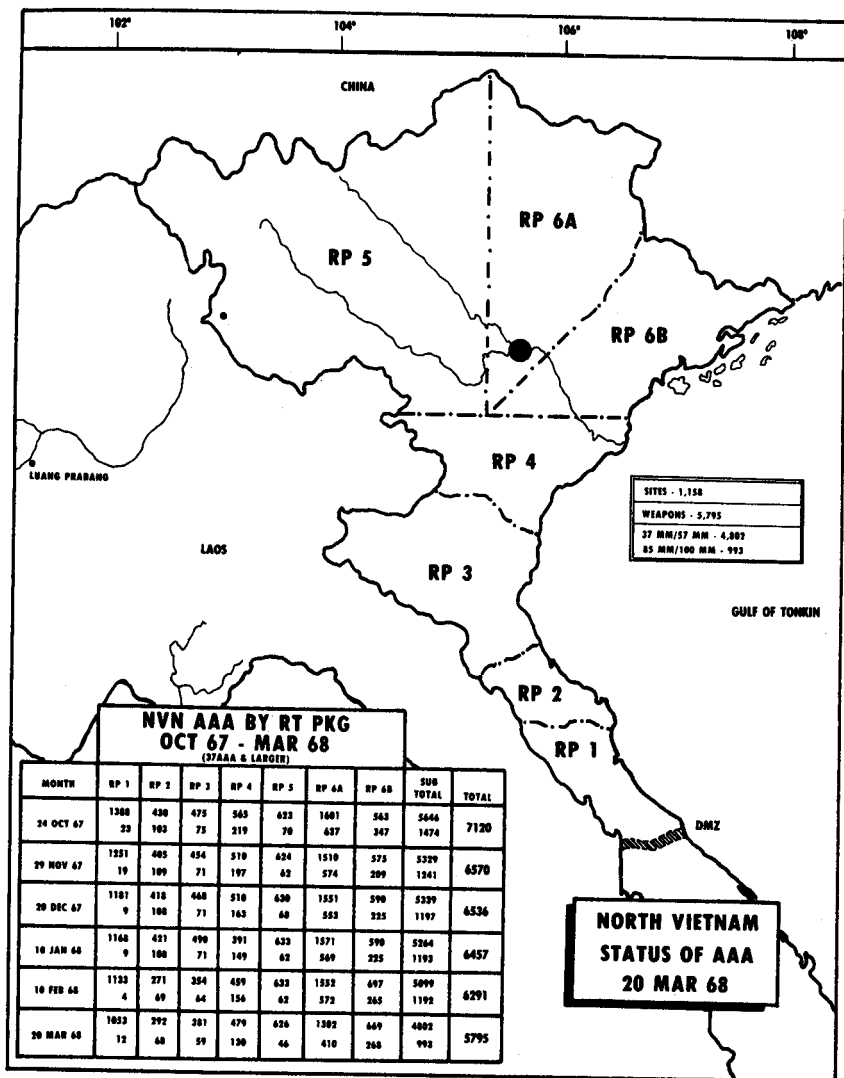 102° 104° 106° 108°
CHINA
RP 6A
RP 5
RP 6B
RP 4
LUANG PRABANG
SITES - 1,158
WEAPONS - 5,795
37 MM/57 MM - 4,802
85 MM/100 MM - 993
LAOS
RP 3
GULF OF TONKIN
RP 2
RP 1
DMZ
NVN AAA BY RT PKG
OCT 67 - MAR 68
(37AAA & LARGER)
MONTH RP 1 RP 2 RP 3 RP 4 RP 5 RP 6A RP 6B SUB TOTAL TOTAL
24 OCT 67 1388 430 475 565 623 1601 563 5646 7120
23 103 75 219 70 637 347 1474
29 NOV 67 1251 405 454 510 624 1510 575 5329 6570
19 109 71 197 62 574 209 1241
20 DEC 67 1181 418 468 510 630 1551 590 5339 6536
9 108 71 163 68 553 225 1197
10 JAN 68 1168 421 490 391 633 1571 590 5264 6457
9 108 71 149 62 569 225 1193
10 FEB 68 1133 271 354 459 633 1552 697 5099 6291
4 69 64 156 62 572 265 1192
20 MAR 68 1053 292 381 479 626 1302 669 4802 5795
12 68 59 130 46 410 268 993
NORTH VIETNAM
STATUS OF AAA
20 MAR 68